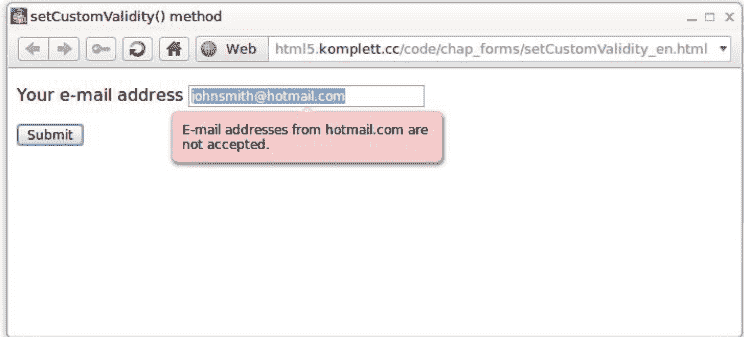 setCustomValidity() method
Web html5.komplett.cc/code/chap_forms/setCustomValidity_en.html
Your e-mail address johnsmith@hotmail.com
E-mail addresses from hotmail.com are
not accepted.
Submit